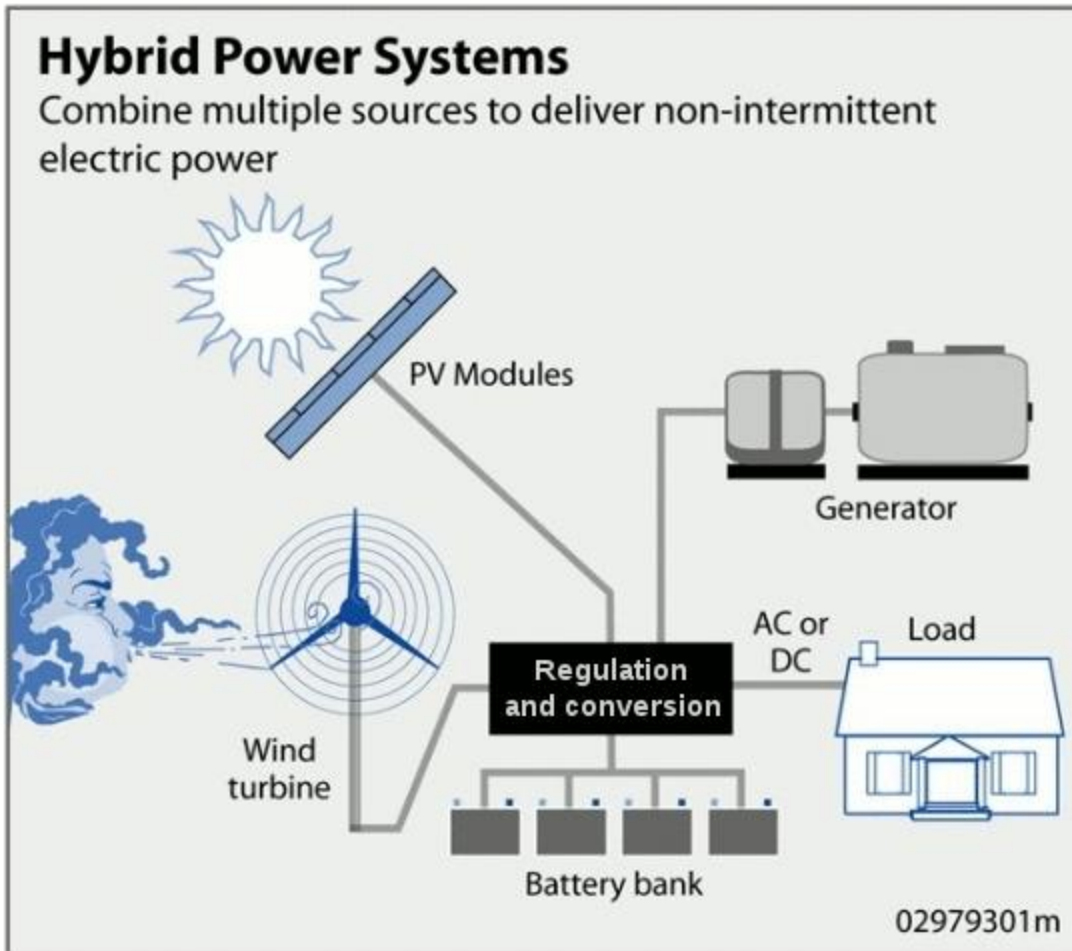 Hybrid Power Systems
Combine multiple sources to deliver non-intermittent
electric power
PV Modules
Generator
AC or
DC
Load
Regulation
and conversion
Wind
turbine
Battery bank
02979301m